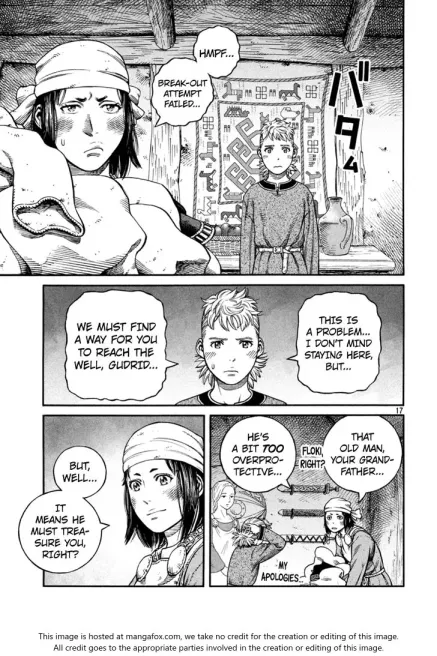 HMPF...
BREAK-OUT
ATTEMPT
FAILED...
バタム
THIS IS
A PROBLEM...
I DON'T MIND
STAYING HERE,
BUT...
WE MUST FIND
A WAY FOR YOU
TO REACH THE
WELL, GUDRID...
17
THAT
OLD MAN,
YOUR GRAND-
FATHER...
FLOKI,
RIGHT?
HE'S
A BIT TOO
OVERPRO-
TECTIVE...
MY
APOLOGIES...
BUT,
WELL...
IT
MEANS HE
MUST TREA-
SURE YOU,
RIGHT?
This image is hosted at mangafox.com, we take no credit for the creation or editing of this image.
All credit goes to the appropriate parties involved in the creation or editing of this image.